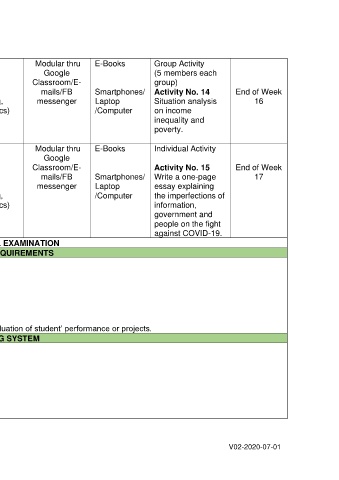 Modular thru
Google
Classroom/E-
mails/FB
messenger
E-Books
Smartphones/
Laptop
/Computer
Group Activity
(5 members each
group)
Activity No. 14
Situation analysis
on income
inequality and
poverty.
End of Week
16
cs)
Modular thru
Google
Classroom/E-
mails/FB
messenger
E-Books
Smartphones/
Laptop
/Computer
Individual Activity
Activity No. 15
Write a one-page
essay explaining
the imperfections of
information,
government and
people on the fight
against COVID-19.
End of Week
17
cs)
EXAMINATION
QUIREMENTS
luation of student' performance or projects.
G SYSTEM
V02-2020-07-01